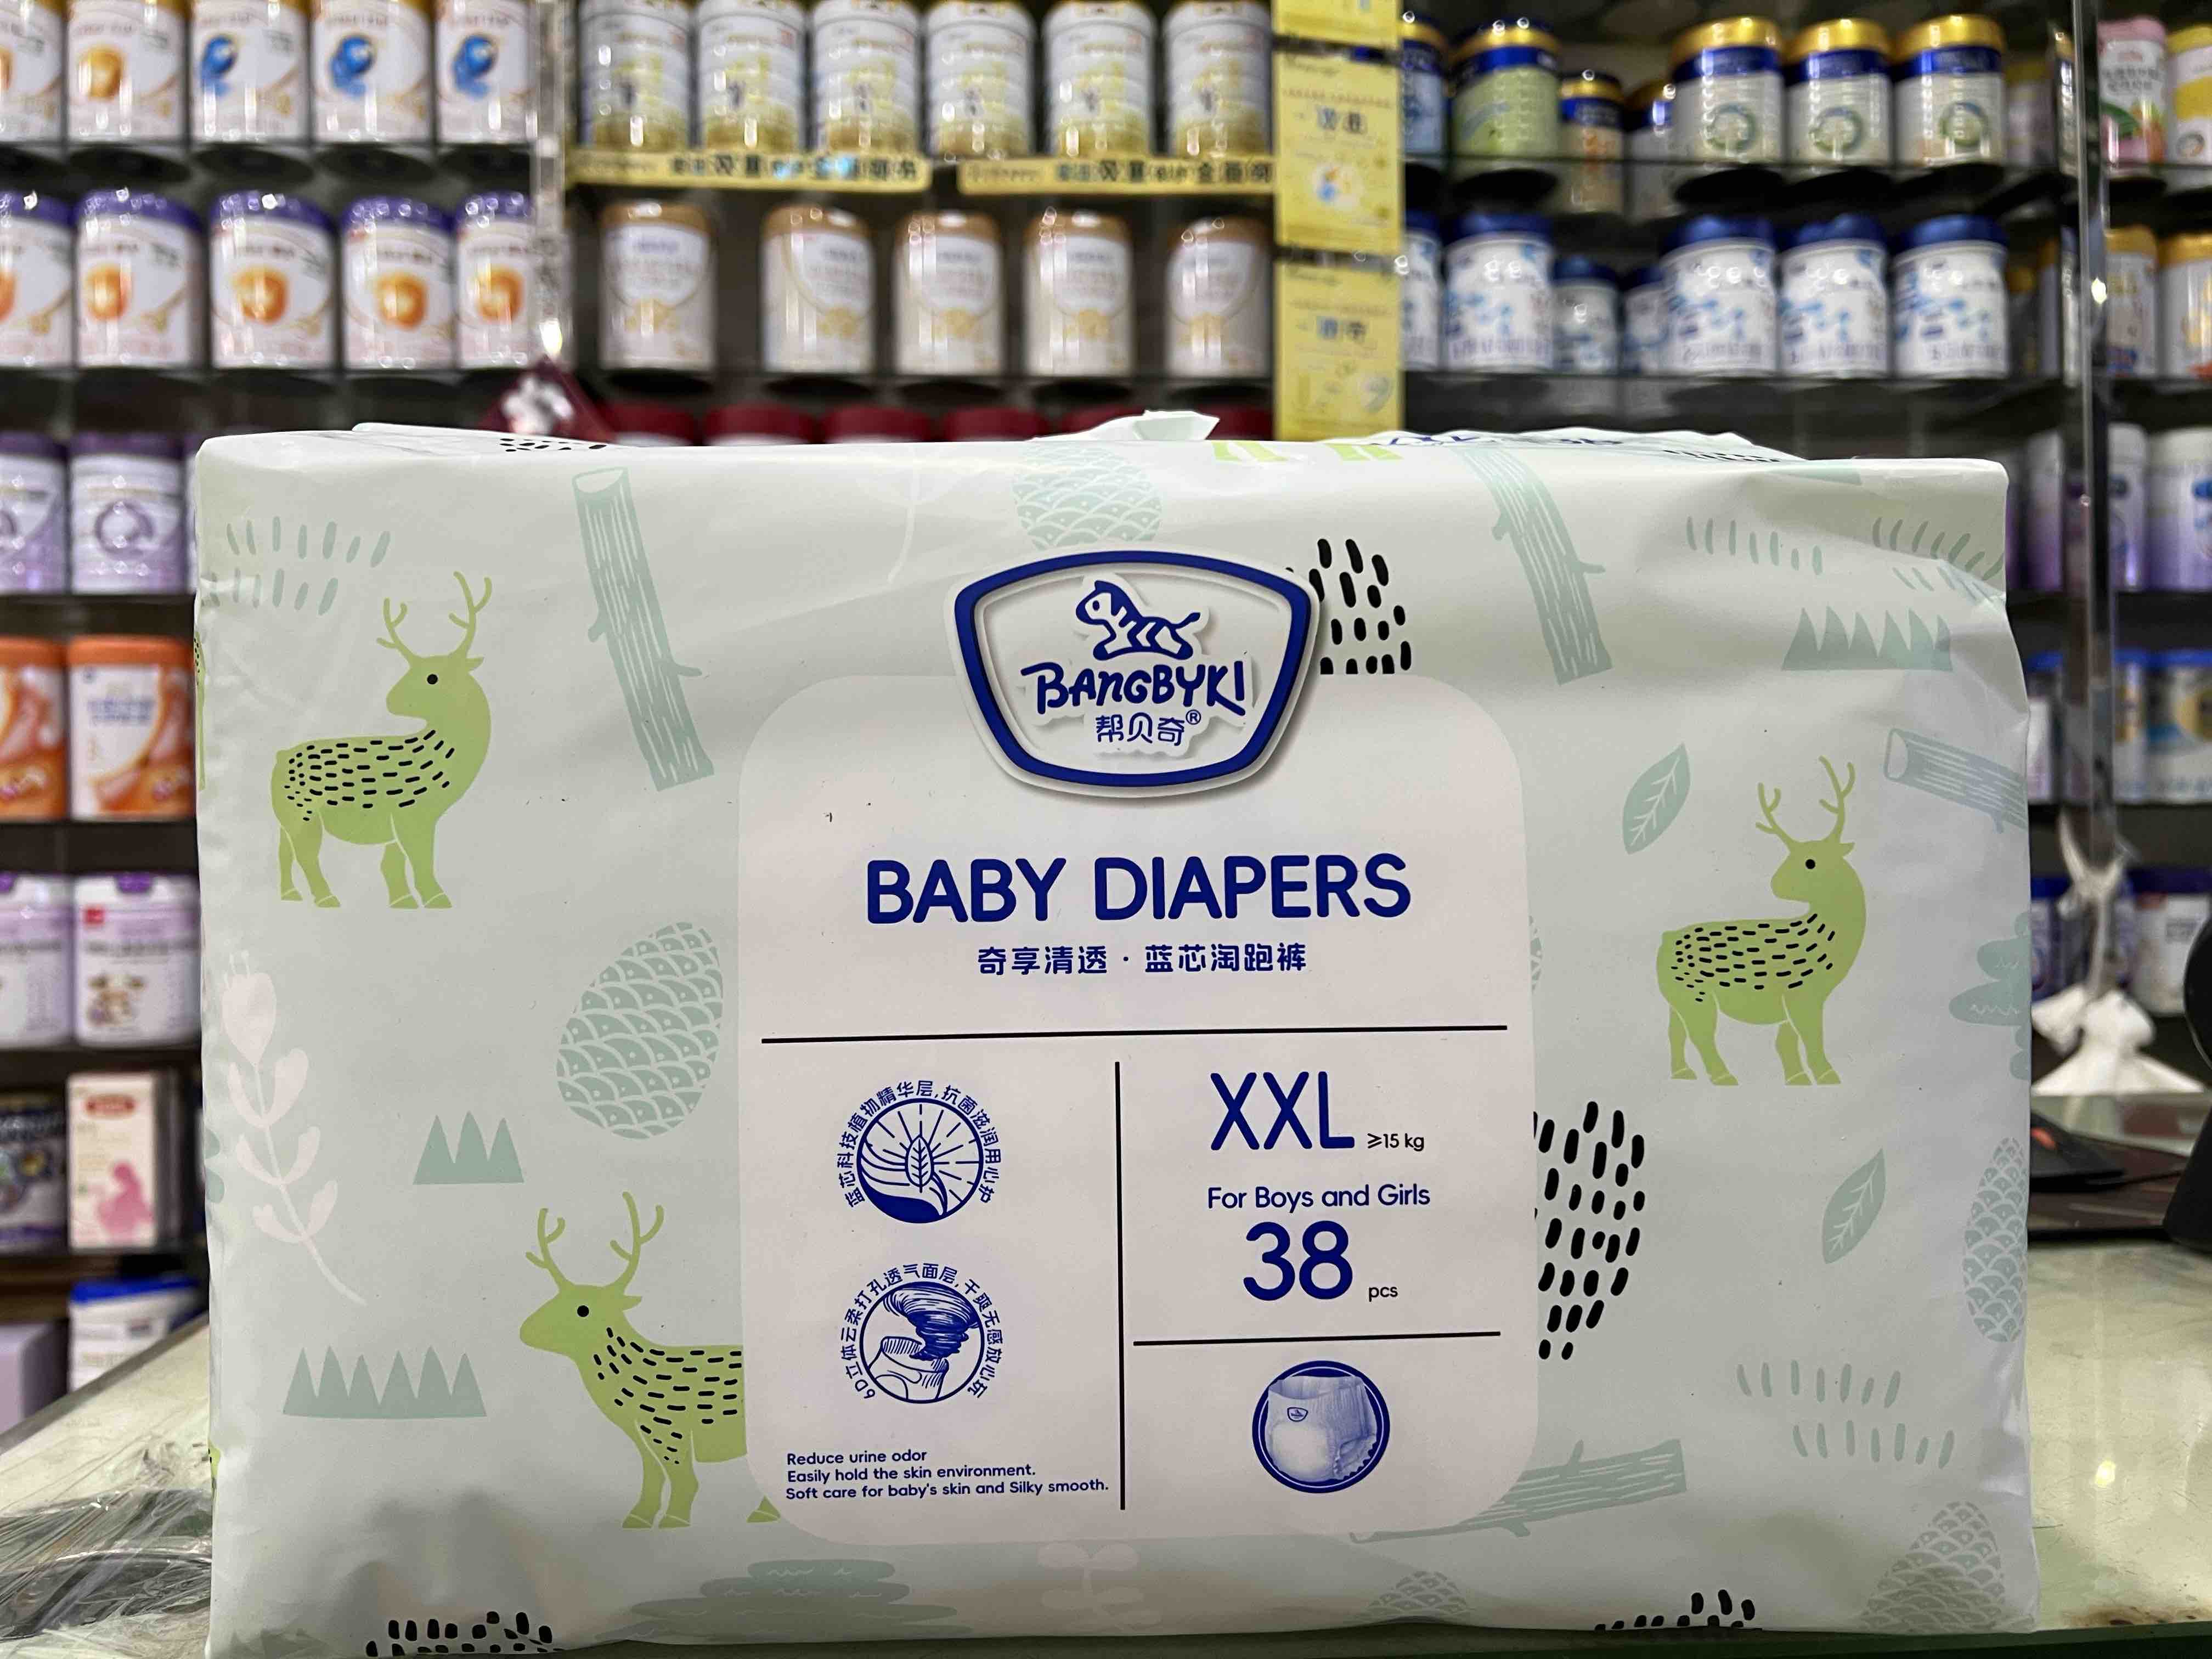 BANGBYKI
帮贝奇®
BABY DIAPERS
奇享清透·蓝芯淘跑裤
蓝芯科技植物精华层,抗菌滋润用心护
6D立体云柔打孔透气面层,干爽无感放心玩
Reduce urine odor
Easily hold the skin environment.
Soft care for baby's skin and Silky smooth.
XXL ≥15 kg
For Boys and Girls
38 pcs